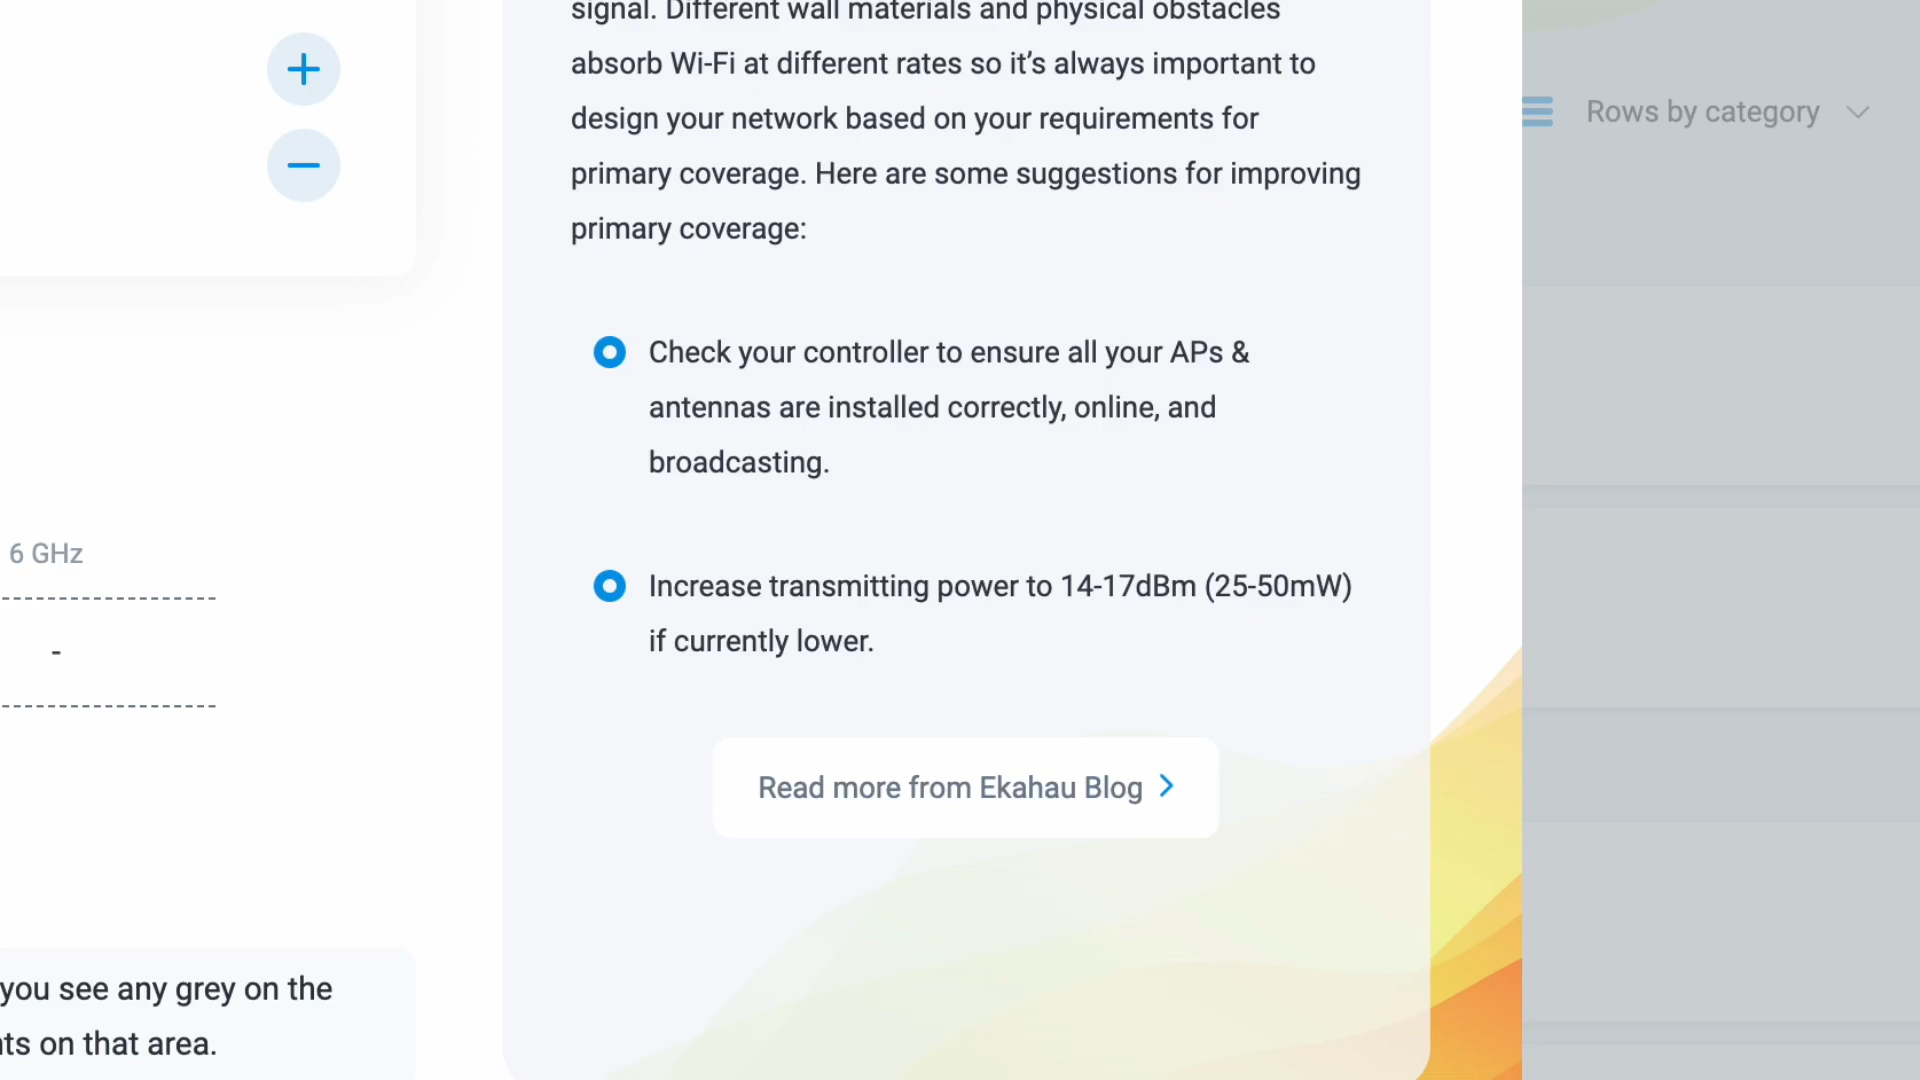 signal. Different wall materials and physical obstacles
absorb Wi-Fi at different rates so it’s always important to
design your network based on your requirements for
primary coverage. Here are some suggestions for improving
primary coverage:
Rows by category
Check your controller to ensure all your APs &
antennas are installed correctly, online, and
broadcasting.
6 GHz
-
Increase transmitting power to 14-17dBm (25-50mW)
if currently lower.
Read more from Ekahau Blog
you see any grey on the
on that area.